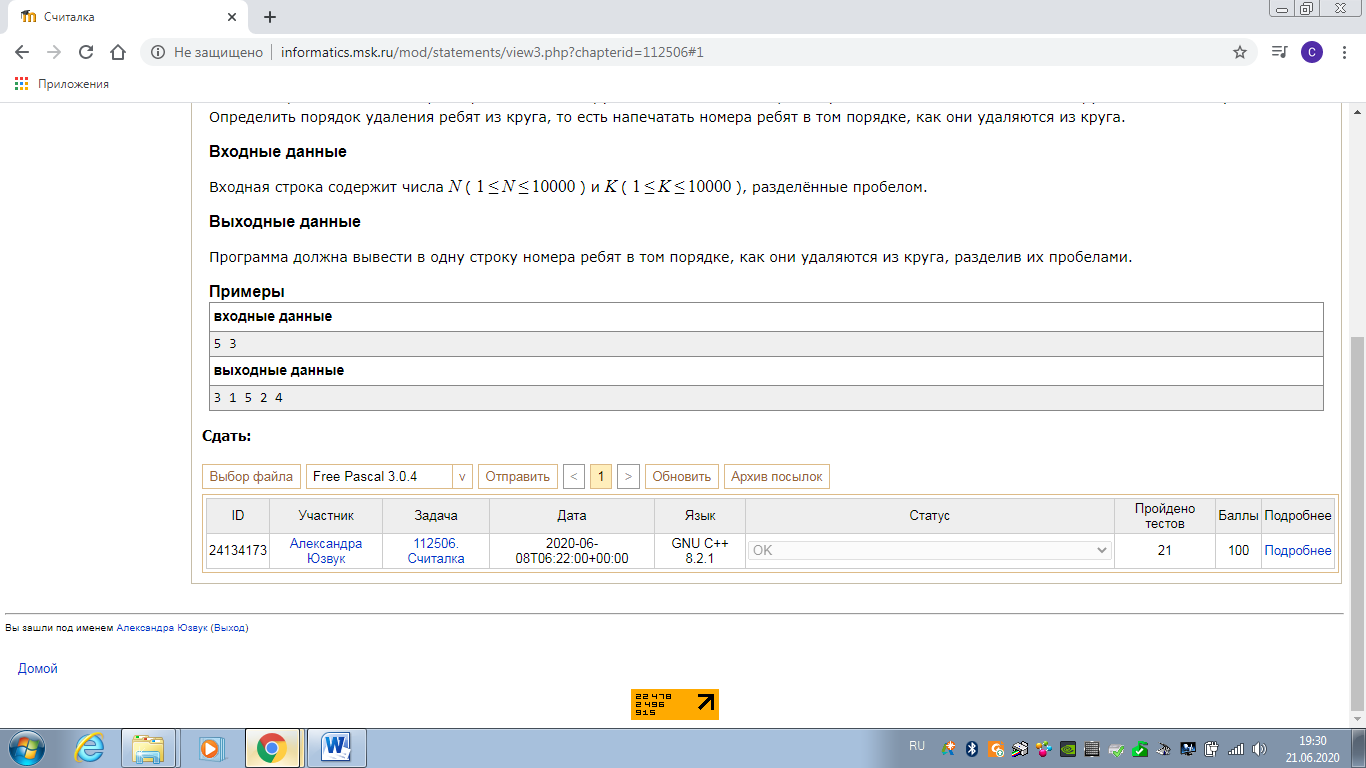 Считалка
Не защищено
informatics.msk.ru/mod/statements/view3.php?chapterid=112506#1
C
Приложения
Определить порядок удаления ребят из круга, то есть напечатать номера ребят в том порядке, как они удаляются из круга.
Входные данные
Входная строка содержит числа N ( 1 ≤ N ≤ 10000 ) и K ( 1 ≤ K ≤ 10000 ), разделённые пробелом.
Выходные данные
Программа должна вывести в одну строку номера ребят в том порядке, как они удаляются из круга, разделив их пробелами.
Примеры
входные данные
5 3
выходные данные
3 1 5 2 4
Сдать:
Выбор файла Free Pascal 3.0.4 v Отправить < 1 > Обновить Архив посылок
ID Участник Задача Дата Язык Статус Пройдено тестов Баллы Подробнее
24134173 Александра Юзвук 112506. Считалка 2020-06-08T06:22:00+00:00 GNU C++ 8.2.1 OK 21 100 Подробнее
Вы зашли под именем Александра Юзвук (Выход)
Домой
22 478
2 496
915
RU
19:30
21.06.2020